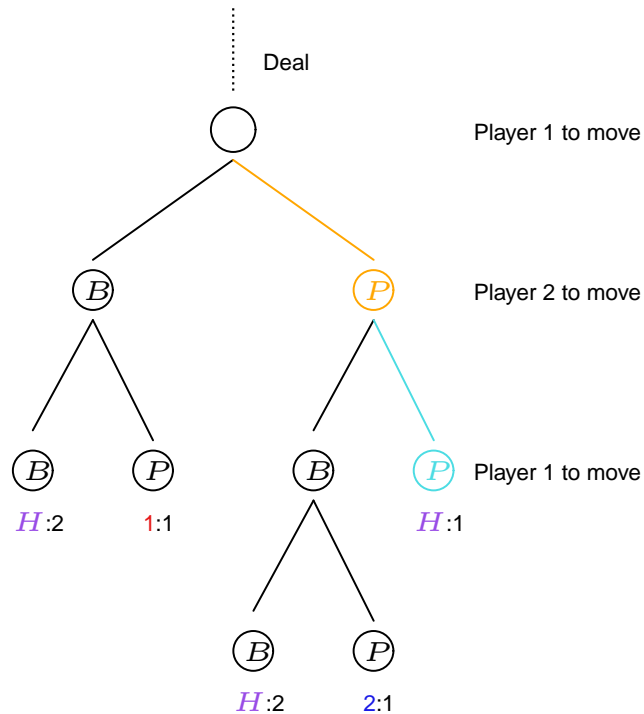 Deal
Player 1 to move
B P Player 2 to move
B P B P Player 1 to move
H:2 1:1 H:1
B P
H:2 2:1